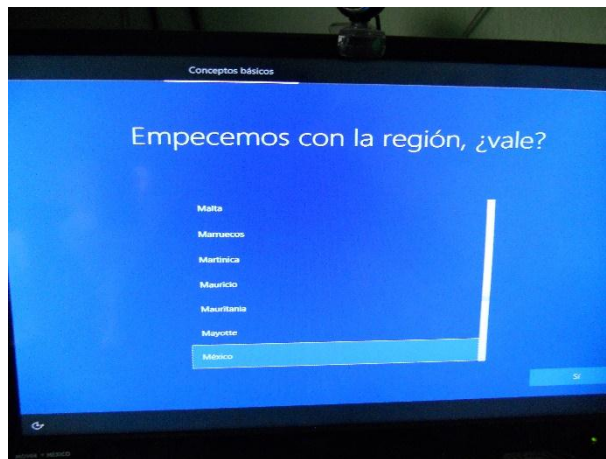 Conceptos básicos
Empecemos con la región, ¿vale?
Malta
Marruecos
Martinica
Mauricio
Mauritania
Mayotte
México
Sí